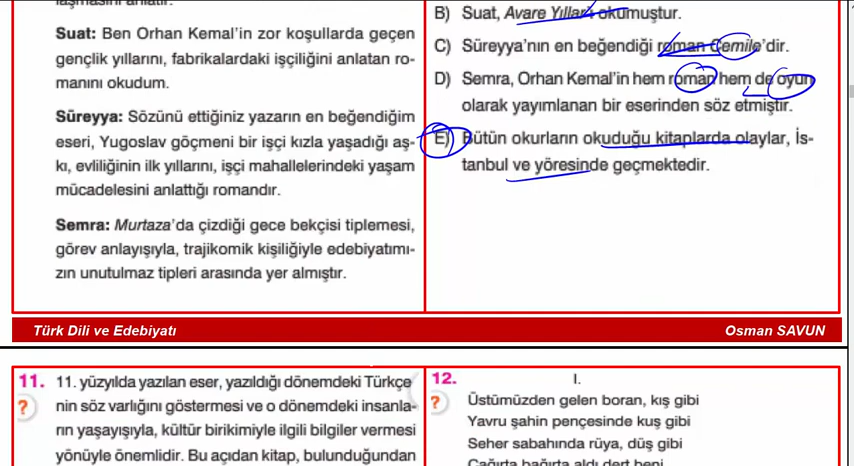 Suat: Ben Orhan Kemal'in zor koşullarda geçen
gençlik yıllarını, fabrikalardaki işçiliğini anlatan ro-
manını okudum.
Süreyya: Sözünü ettiğiniz yazarın en beğendiğim
eseri, Yugoslav göçmeni bir işçi kızla yaşadığı aş-
kı, evliliğinin ilk yıllarını, işçi mahallelerindeki yaşam
mücadelesini anlattığı romandır.
Semra: Murtaza'da çizdiği gece bekçisi tiplemesi,
görev anlayışıyla, trajikomik kişiliğiyle edebiyatımı-
zın unutulmaz tipleri arasında yer almıştır.
B) Suat, Avare Yıllar'ı okumuştur.
C) Süreyya'nın en beğendiği roman Cemile'dir.
D) Semra, Orhan Kemal'in hem roman hem de oyun
olarak yayımlanan bir eserinden söz etmiştir.
E) Bütün okurların okuduğu kitaplarda olaylar, İs-
tanbul ve yöresinde geçmektedir.
Türk Dili ve Edebiyatı
Osman SAVUN
11. 11. yüzyılda yazılan eser, yazıldığı dönemdeki Türkçe
? nin söz varlığını göstermesi ve o dönemdeki insanla-
rın yaşayışıyla, kültür birikimiyle ilgili bilgiler vermesi
yönüyle önemlidir. Bu açıdan kitap, bulunduğundan
12. I.
? Üstümüzden gelen boran, kış gibi
Yavru şahin pençesinde kuş gibi
Seher sabahında rüya, düş gibi
Çağırta bağırta aldı dert beni